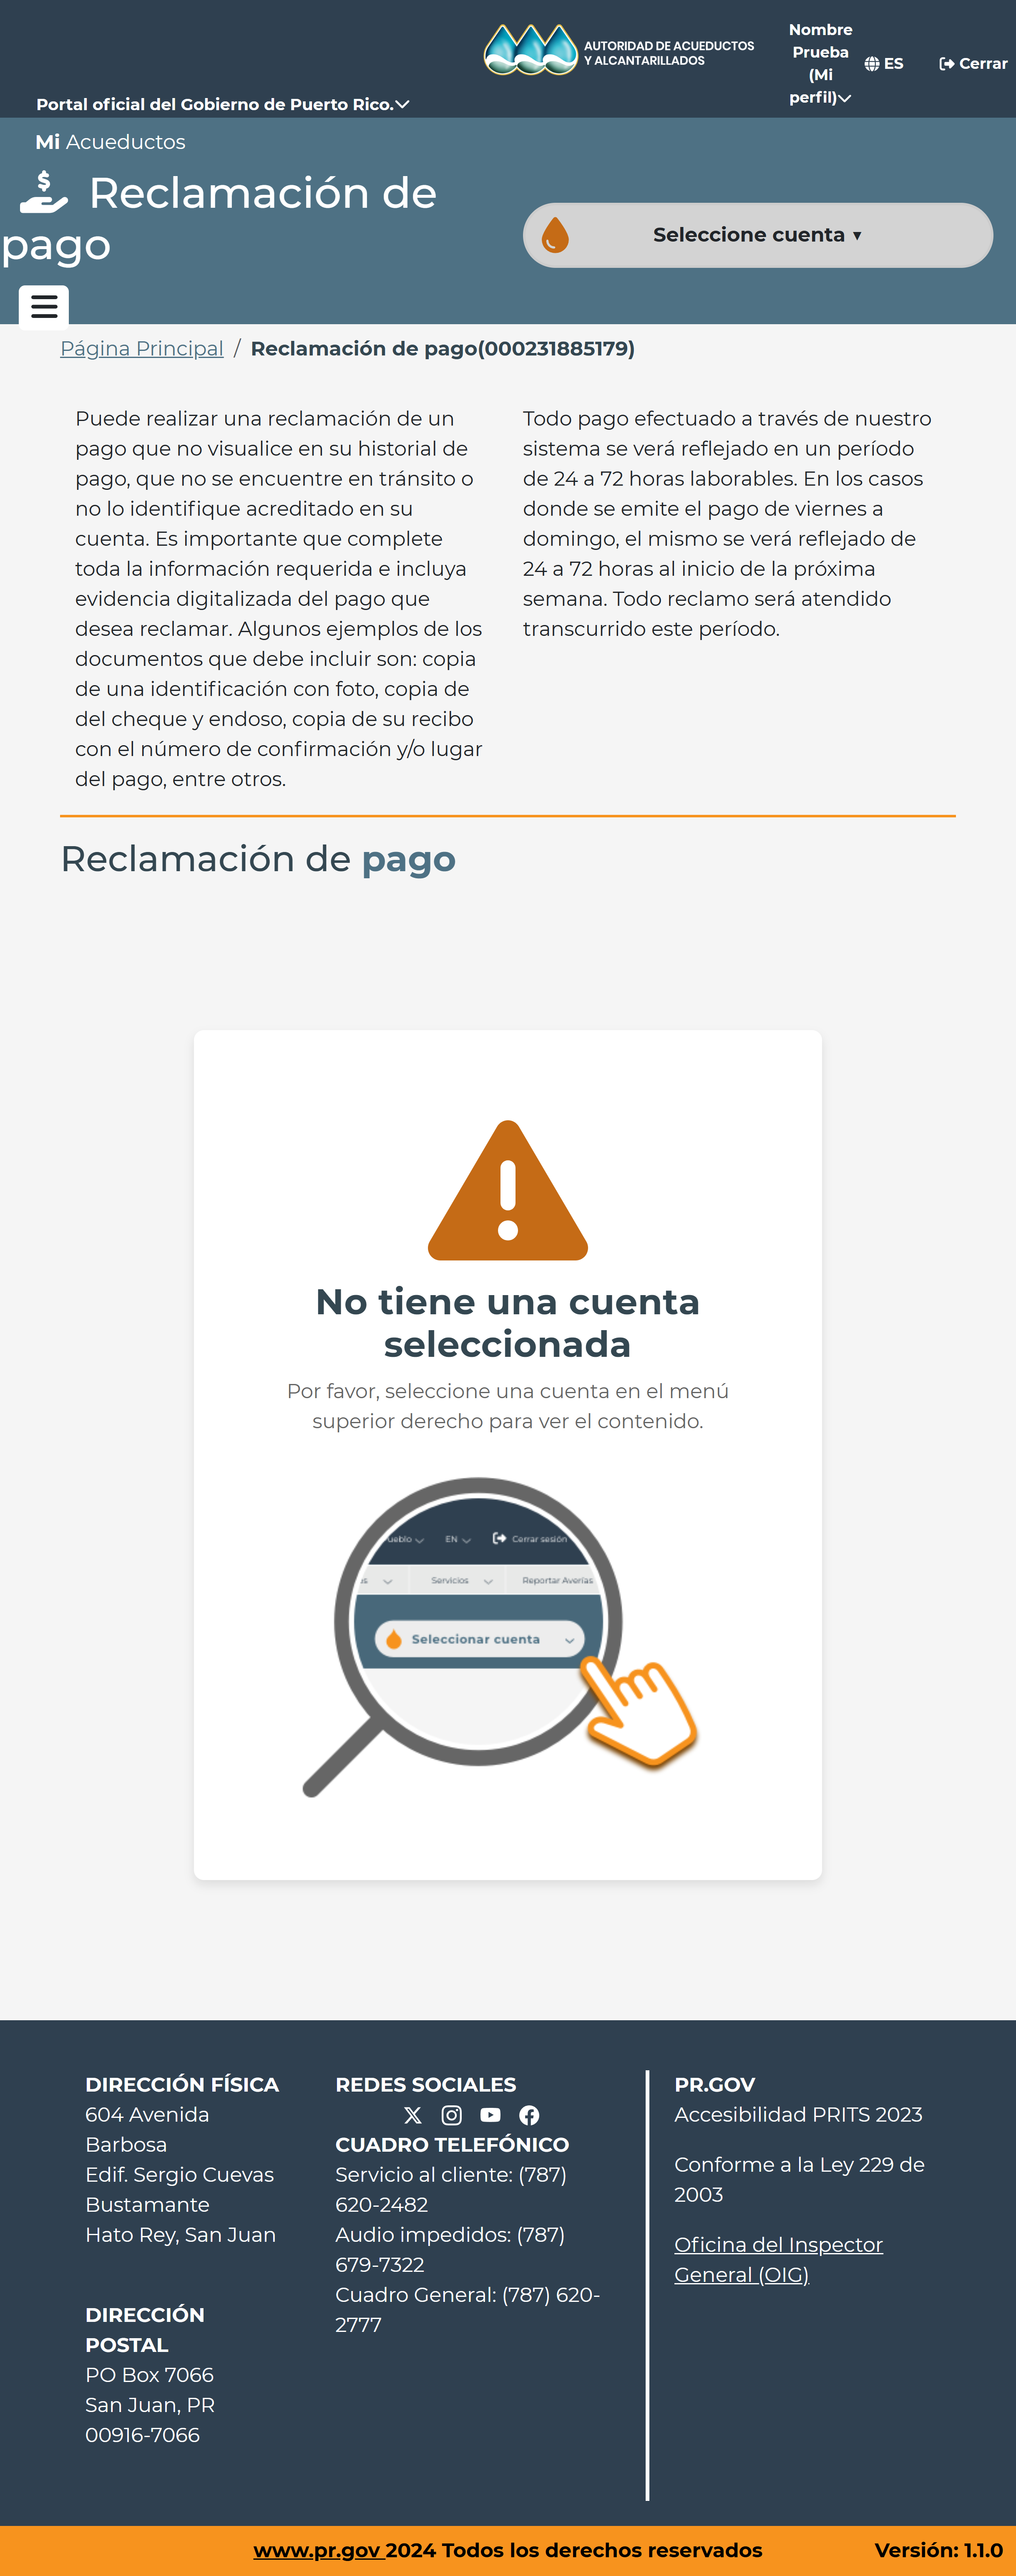 AUTORIDAD DE ACUEDUCTOS
Y ALCANTARILLADOS
Nombre
Prueba
(Mi
perfil)
ES
Cerrar
Portal oficial del Gobierno de Puerto Rico.
Mi Acueductos
Reclamación de
pago
Seleccione cuenta ▼
Página Principal / Reclamación de pago(000231885179)
Puede realizar una reclamación de un
pago que no visualice en su historial de
pago, que no se encuentre en tránsito o
no lo identifique acreditado en su
cuenta. Es importante que complete
toda la información requerida e incluya
evidencia digitalizada del pago que
desea reclamar. Algunos ejemplos de los
documentos que debe incluir son: copia
de una identificación con foto, copia de
del cheque y endoso, copia de su recibo
con el número de confirmación y/o lugar
del pago, entre otros.
Todo pago efectuado a través de nuestro
sistema se verá reflejado en un período
de 24 a 72 horas laborables. En los casos
donde se emite el pago de viernes a
domingo, el mismo se verá reflejado de
24 a 72 horas al inicio de la próxima
semana. Todo reclamo será atendido
transcurrido este período.
Reclamación de pago
No tiene una cuenta
seleccionada
Por favor, seleccione una cuenta en el menú
superior derecho para ver el contenido.
ueblo EN Cerrar sesión
s Servicios Reportar Averías
Seleccionar cuenta
DIRECCIÓN FÍSICA
604 Avenida
Barbosa
Edif. Sergio Cuevas
Bustamante
Hato Rey, San Juan
DIRECCIÓN
POSTAL
PO Box 7066
San Juan, PR
00916-7066
REDES SOCIALES
CUADRO TELEFÓNICO
Servicio al cliente: (787)
620-2482
Audio impedidos: (787)
679-7322
Cuadro General: (787) 620-
2777
PR.GOV
Accesibilidad PRITS 2023
Conforme a la Ley 229 de
2003
Oficina del Inspector
General (OIG)
www.pr.gov 2024 Todos los derechos reservados
Versión: 1.1.0